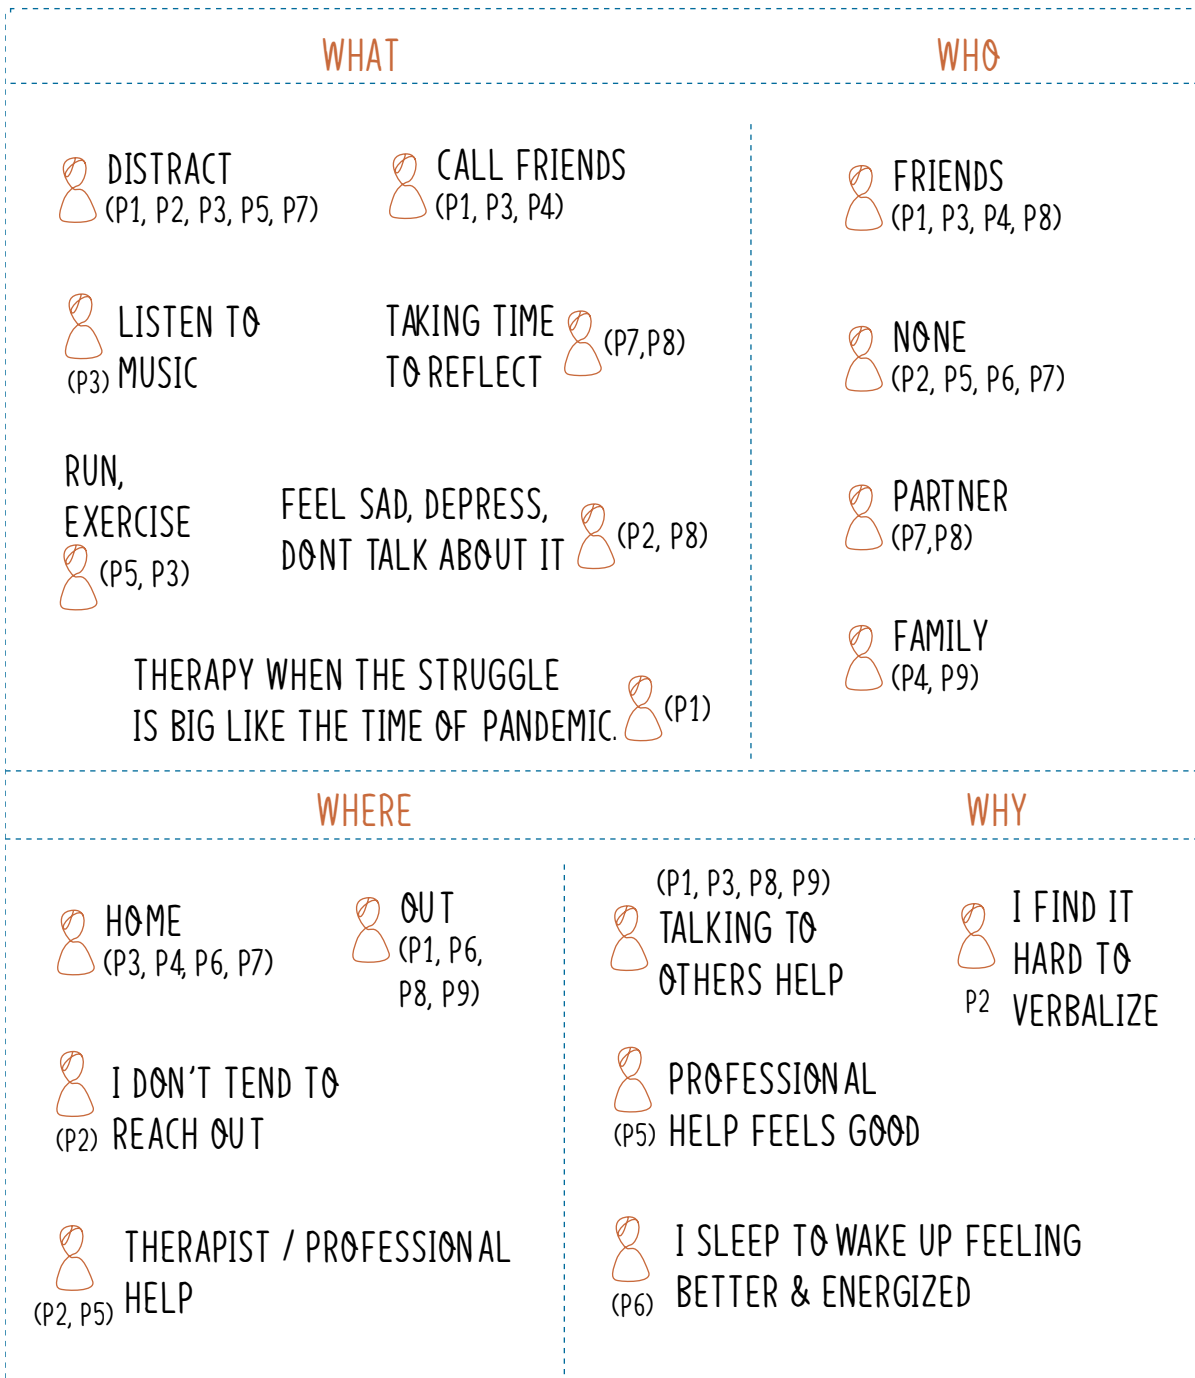 WHAT
WHO
DISTRACT
(P1, P2, P3, P5, P7)
CALL FRIENDS
(P1, P3, P4)
LISTEN TO
(P3) MUSIC
TAKING TIME
TO REFLECT
(P7,P8)
RUN,
EXERCISE
(P5, P3)
FEEL SAD, DEPRESS,
DONT TALK ABOUT IT
(P2, P8)
THERAPY WHEN THE STRUGGLE
IS BIG LIKE THE TIME OF PANDEMIC.
(P1)
FRIENDS
(P1, P3, P4, P8)
NONE
(P2, P5, P6, P7)
PARTNER
(P7,P8)
FAMILY
(P4, P9)
WHERE
WHY
HOME
(P3, P4, P6, P7)
OUT
(P1, P6,
P8, P9)
I DON'T TEND TO
(P2) REACH OUT
THERAPIST / PROFESSIONAL
HELP
(P2, P5)
(P1, P3, P8, P9)
TALKING TO
OTHERS HELP
I FIND IT
HARD TO
VERBALIZE
P2
PROFESSIONAL
(P5) HELP FEELS GOOD
I SLEEP TO WAKE UP FEELING
BETTER & ENERGIZED
(P6)